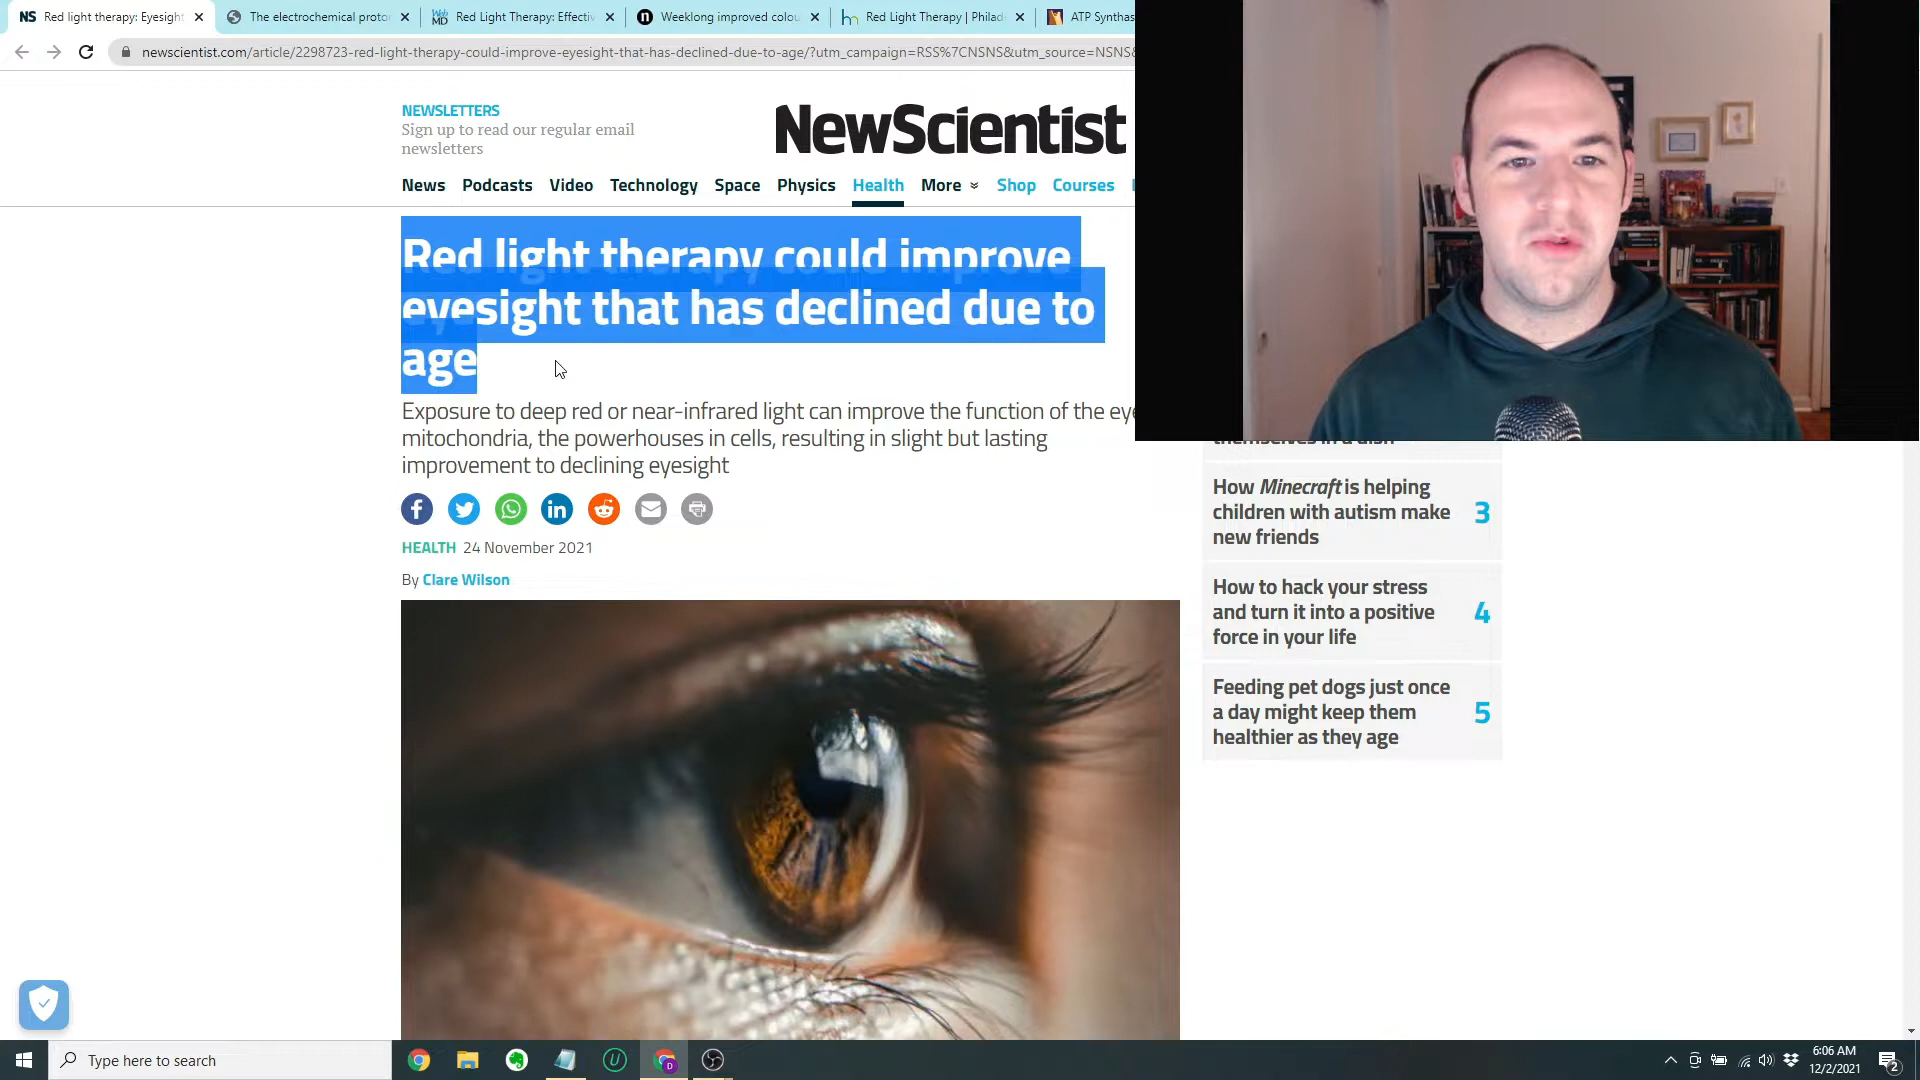 NS Red light therapy: Eyesight
The electrochemical proto
Web MD Red Light Therapy: Effectiv
n Weeklong improved colou
h Red Light Therapy | Philad
ATP Synthas
newscientist.com/article/2298723-red-light-therapy-could-improve-eyesight-that-has-declined-due-to-age/?utm_campaign=RSS%7CNSNS&utm_source=NSNS&
NEWSLETTERS
Sign up to read our regular email
newsletters
NewScientist
News Podcasts Video Technology Space Physics Health More Shop Courses
Red light therapy could improve
eyesight that has declined due to
age
Exposure to deep red or near-infrared light can improve the function of the eye
mitochondria, the powerhouses in cells, resulting in slight but lasting
improvement to declining eyesight
HEALTH 24 November 2021
By Clare Wilson
themselves in a dish
How Minecraft is helping
children with autism make
new friends
3
How to hack your stress
and turn it into a positive
force in your life
4
Feeding pet dogs just once
a day might keep them
healthier as they age
5
Type here to search
6:06 AM
12/2/2021
2